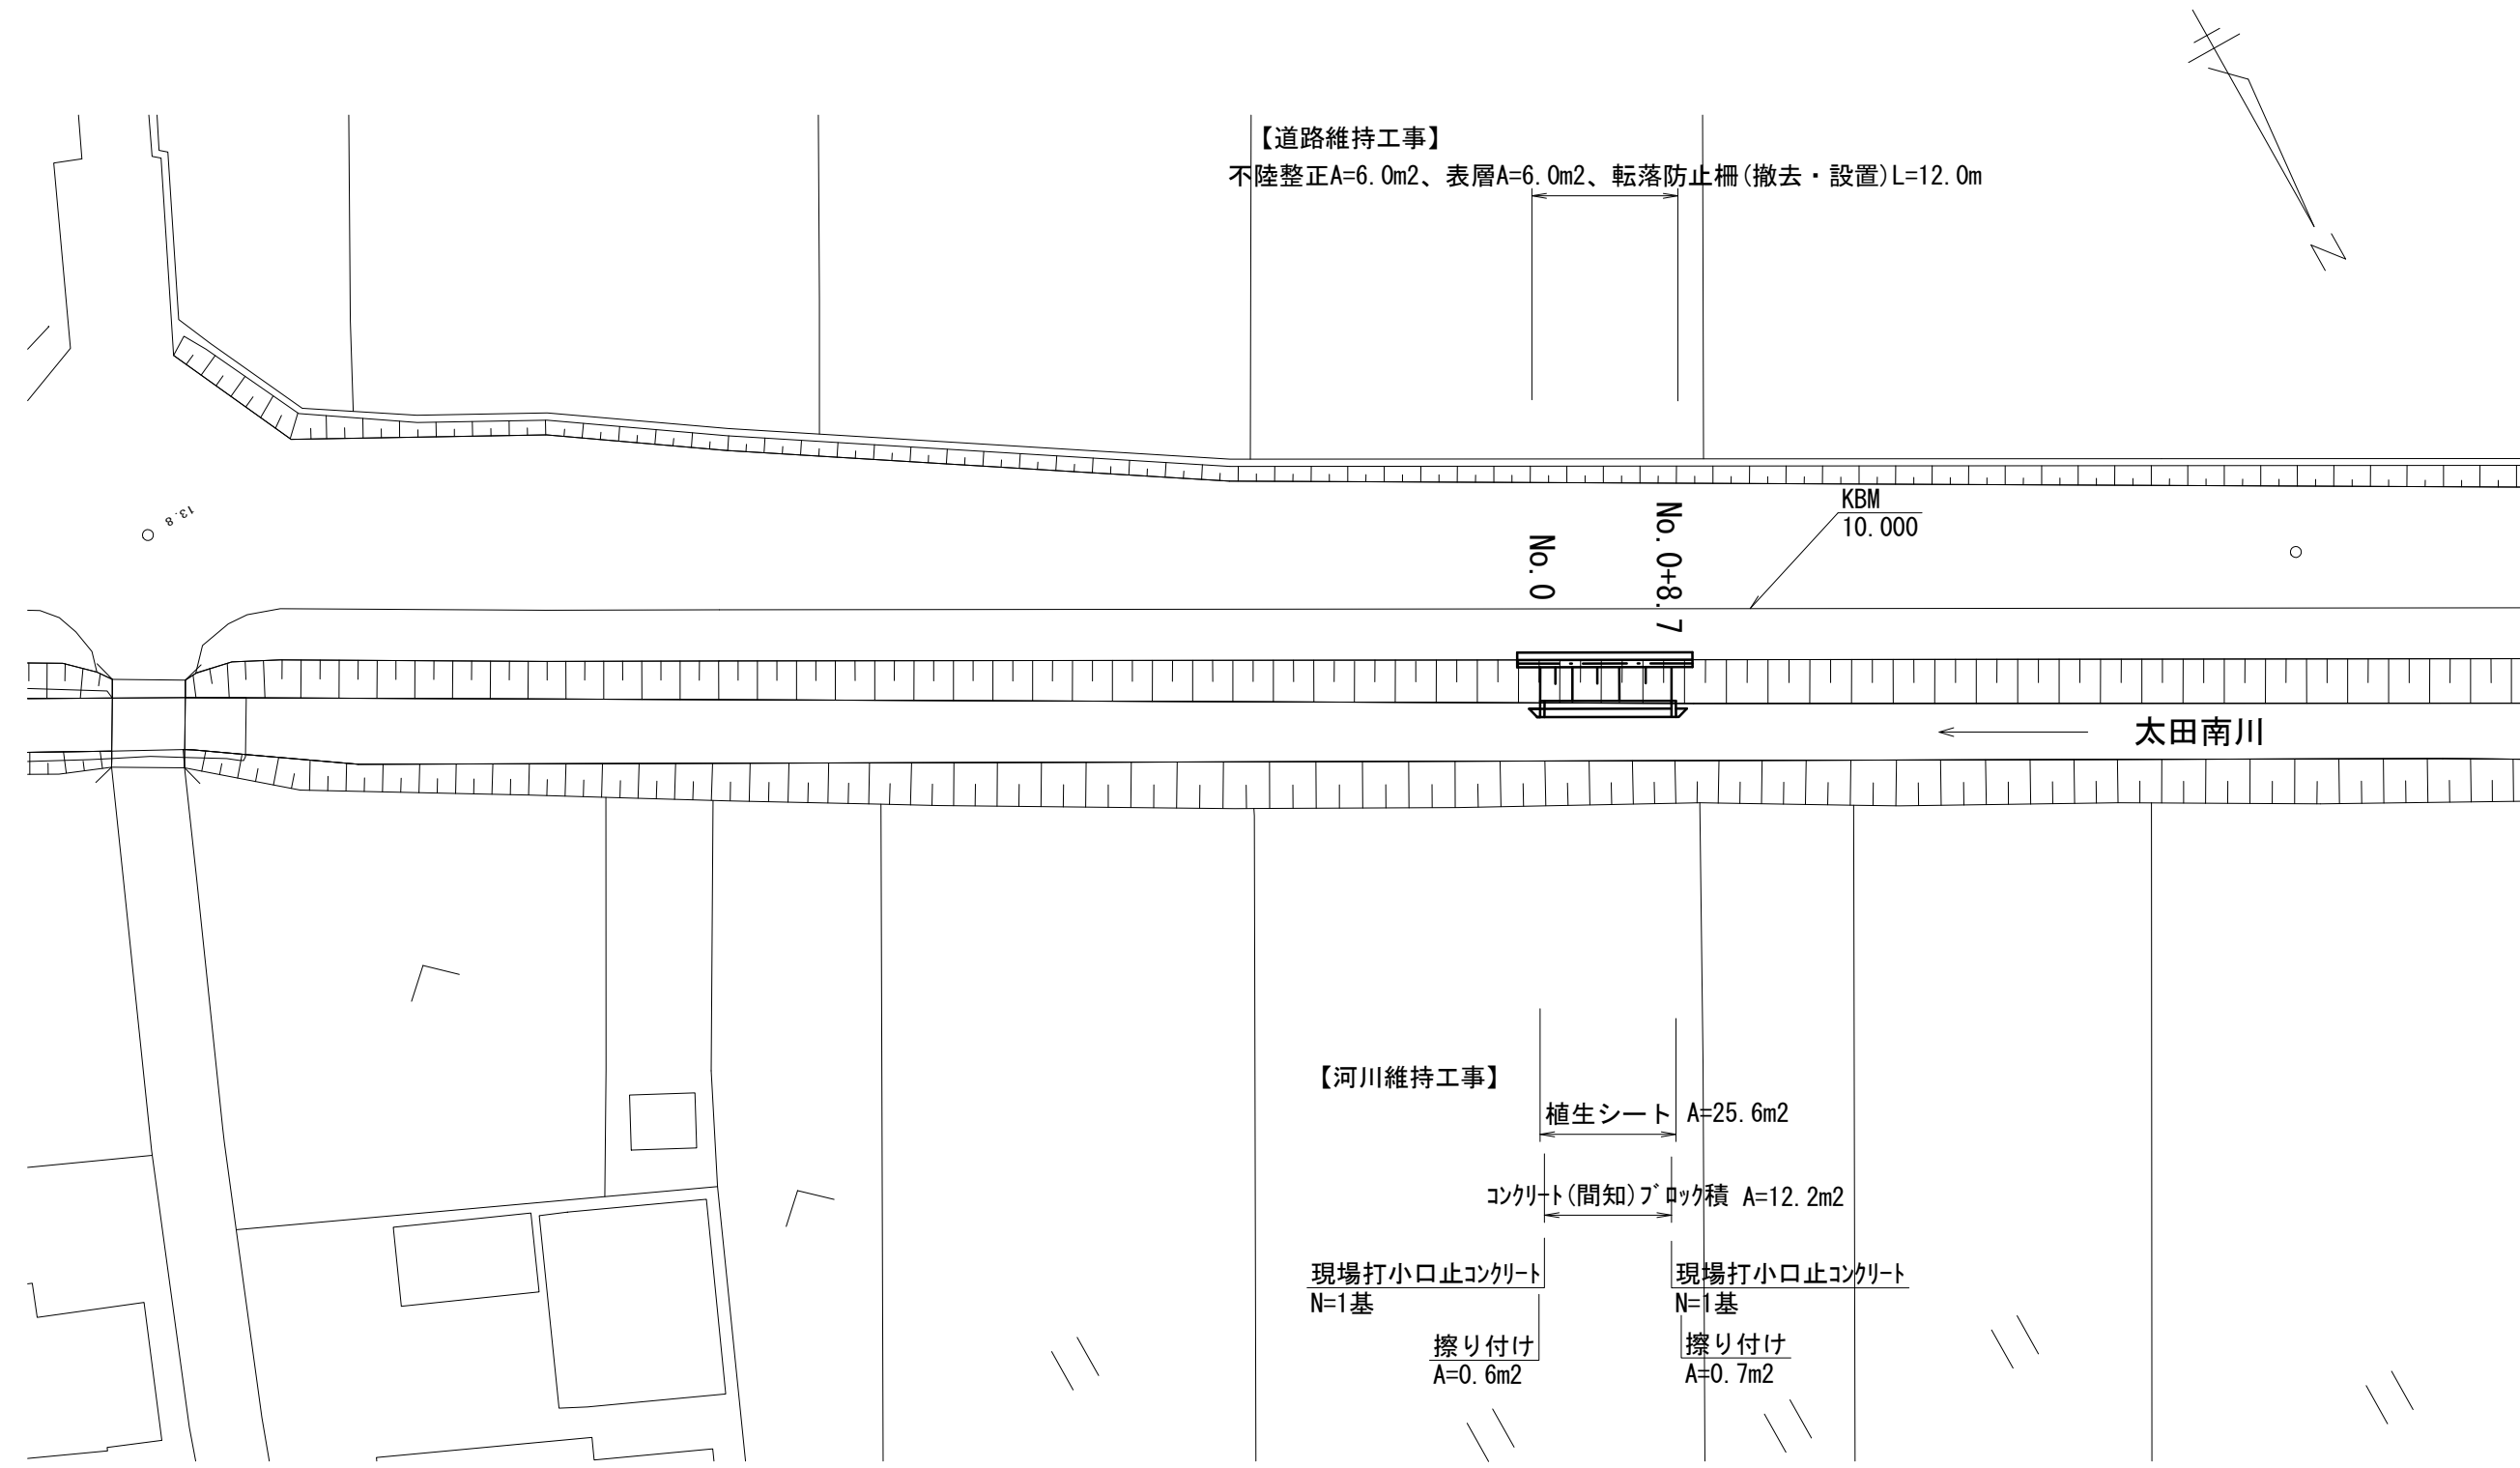 【道路維持工事】
不陸整正A=6.0m2、表層A=6.0m2、転落防止柵(撤去・設置)L=12.0m
N
KBM
10.000
13.8
No.0
No.0+8.7
太田南川
【河川維持工事】
植生シート A=25.6m2
ｺﾝｸﾘｰﾄ(間知)ﾌﾞﾛｯｸ積 A=12.2m2
現場打小口止ｺﾝｸﾘｰﾄ
N=1基
現場打小口止ｺﾝｸﾘｰﾄ
N=1基
擦り付け
A=0.6m2
擦り付け
A=0.7m2